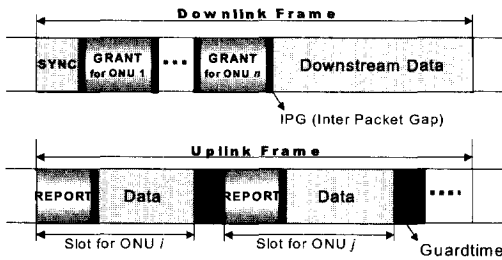 Downlink Frame
SYNC
GRANT
for ONU 1
GRANT
for ONU n
Downstream Data
IPG (Inter Packet Gap)
Uplink Frame
REPORT
Data
REPORT
Data
Slot for ONU i
Slot for ONU j
Guardtime